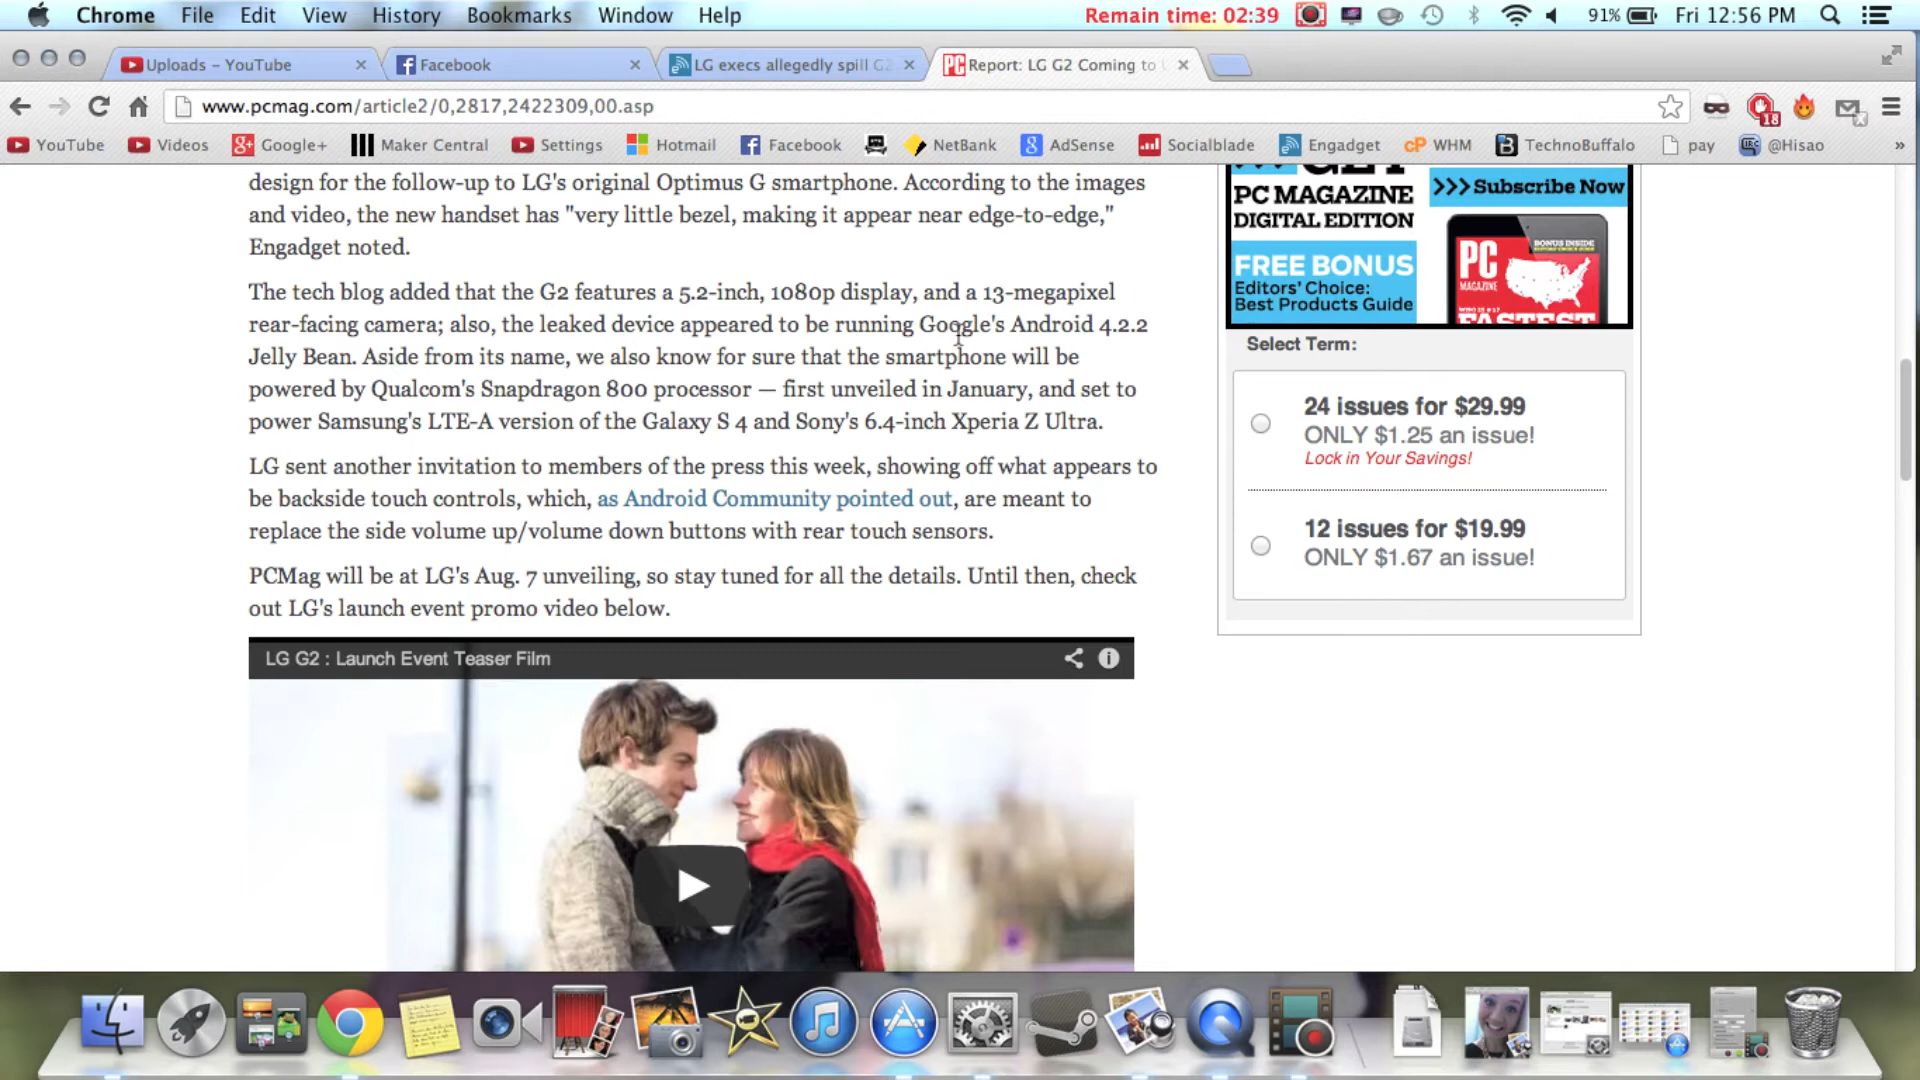 Chrome File Edit View History Bookmarks Window Help Remain time: 02:39 91% Fri 12:56 PM
Uploads – YouTube Facebook LG execs allegedly spill G2 Report: LG G2 Coming to
www.pcmag.com/article2/0,2817,2422309,00.asp 18
YouTube Videos Google+ Maker Central Settings Hotmail Facebook NetBank AdSense Socialblade Engadget WHM TechnoBuffalo pay @Hisao »
design for the follow-up to LG's original Optimus G smartphone. According to the images
and video, the new handset has "very little bezel, making it appear near edge-to-edge,"
Engadget noted.
The tech blog added that the G2 features a 5.2-inch, 1080p display, and a 13-megapixel
rear-facing camera; also, the leaked device appeared to be running Google's Android 4.2.2
Jelly Bean. Aside from its name, we also know for sure that the smartphone will be
powered by Qualcom's Snapdragon 800 processor — first unveiled in January, and set to
power Samsung's LTE-A version of the Galaxy S 4 and Sony's 6.4-inch Xperia Z Ultra.
LG sent another invitation to members of the press this week, showing off what appears to
be backside touch controls, which, as Android Community pointed out, are meant to
replace the side volume up/volume down buttons with rear touch sensors.
PCMag will be at LG's Aug. 7 unveiling, so stay tuned for all the details. Until then, check
out LG's launch event promo video below.
LG G2 : Launch Event Teaser Film
>>> GET
PC MAGAZINE
DIGITAL EDITION
>>> Subscribe Now
FREE BONUS
Editors' Choice:
Best Products Guide
BONUS INSIDE
PC
MAGAZINE
FASTEST
Select Term:
24 issues for $29.99
ONLY $1.25 an issue!
Lock in Your Savings!
12 issues for $19.99
ONLY $1.67 an issue!